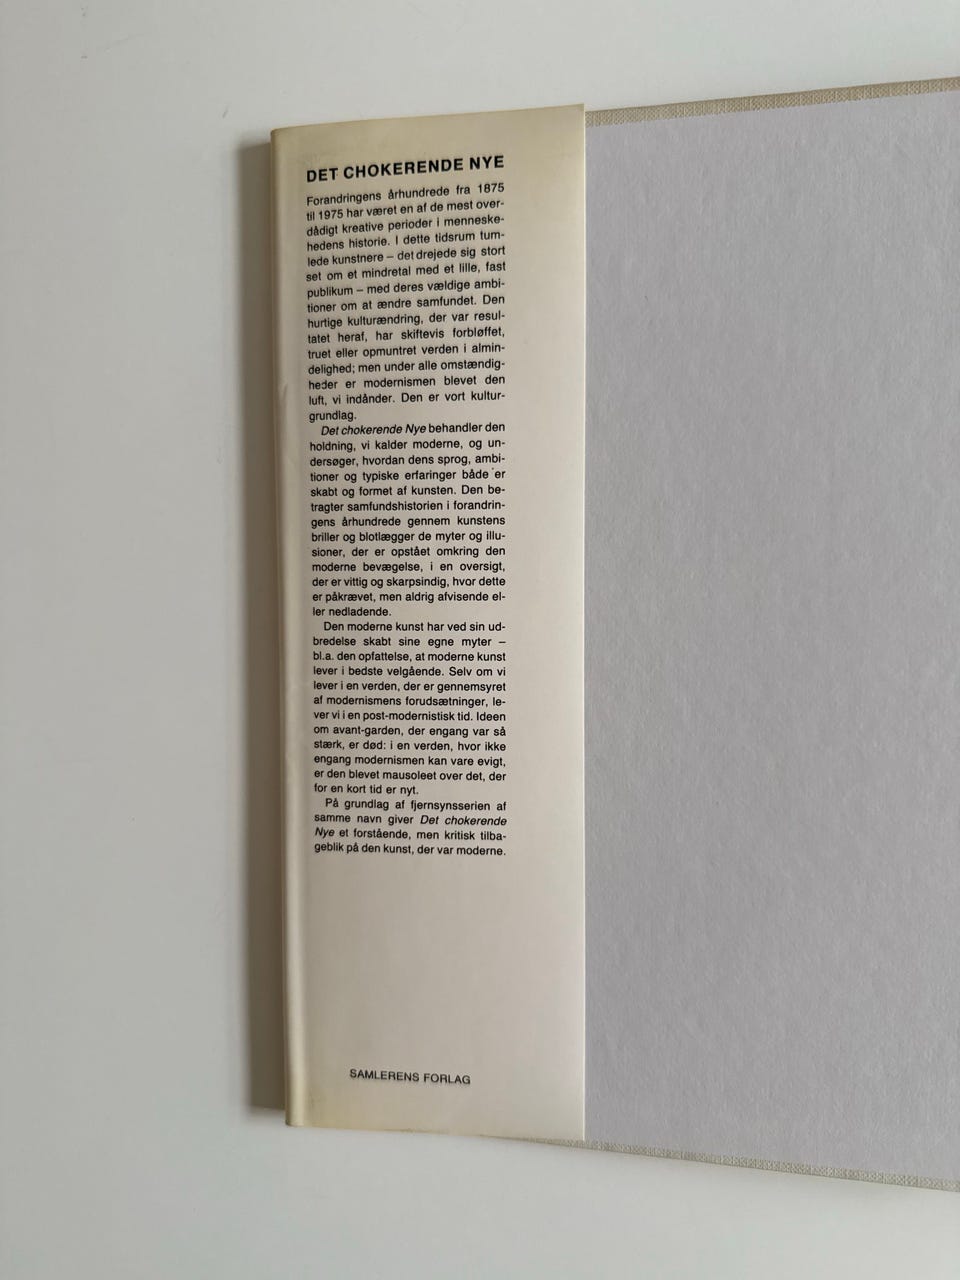 DET CHOKERENDE NYE
Forandringens århundrede fra 1875
til 1975 har været en af de mest over-
dådigt kreative perioder i menneske-
hedens historie. I dette tidsrum tum-
lede kunstnere – det drejede sig stort
set om et mindretal med et lille, fast
publikum – med deres vældige ambi-
tioner om at ændre samfundet. Den
hurtige kulturændring, der var resul-
tatet heraf, har skiftevis forbløffet,
truet eller opmuntret verden i almin-
delighed; men under alle omstændig-
heder er modernismen blevet den
luft, vi indånder. Den er vort kultur-
grundlag.
Det chokerende Nye behandler den
holdning, vi kalder moderne, og un-
dersøger, hvordan dens sprog, ambi-
tioner og typiske erfaringer både er
skabt og formet af kunsten. Den be-
tragter samfundshistorien i forandrin-
gens århundrede gennem kunstens
briller og blotlægger de myter og illu-
sioner, der er opstået omkring den
moderne bevægelse, i en oversigt,
der er vittig og skarpsindig, hvor dette
er påkrævet, men aldrig afvisende el-
ler nedladende.
Den moderne kunst har ved sin ud-
bredelse skabt sine egne myter –
bl.a. den opfattelse, at moderne kunst
lever i bedste velgående. Selv om vi
lever i en verden, der er gennemsyret
af modernismens forudsætninger, le-
ver vi i en post-modernistisk tid. Ideen
om avant-garden, der engang var så
stærk, er død: i en verden, hvor ikke
engang modernismen kan vare evigt,
er den blevet mausoleet over det, der
for en kort tid er nyt.
På grundlag af fjernsynsserien af
samme navn giver Det chokerende
Nye et forstående, men kritisk tilba-
geblik på den kunst, der var moderne.
SAMLERENS FORLAG